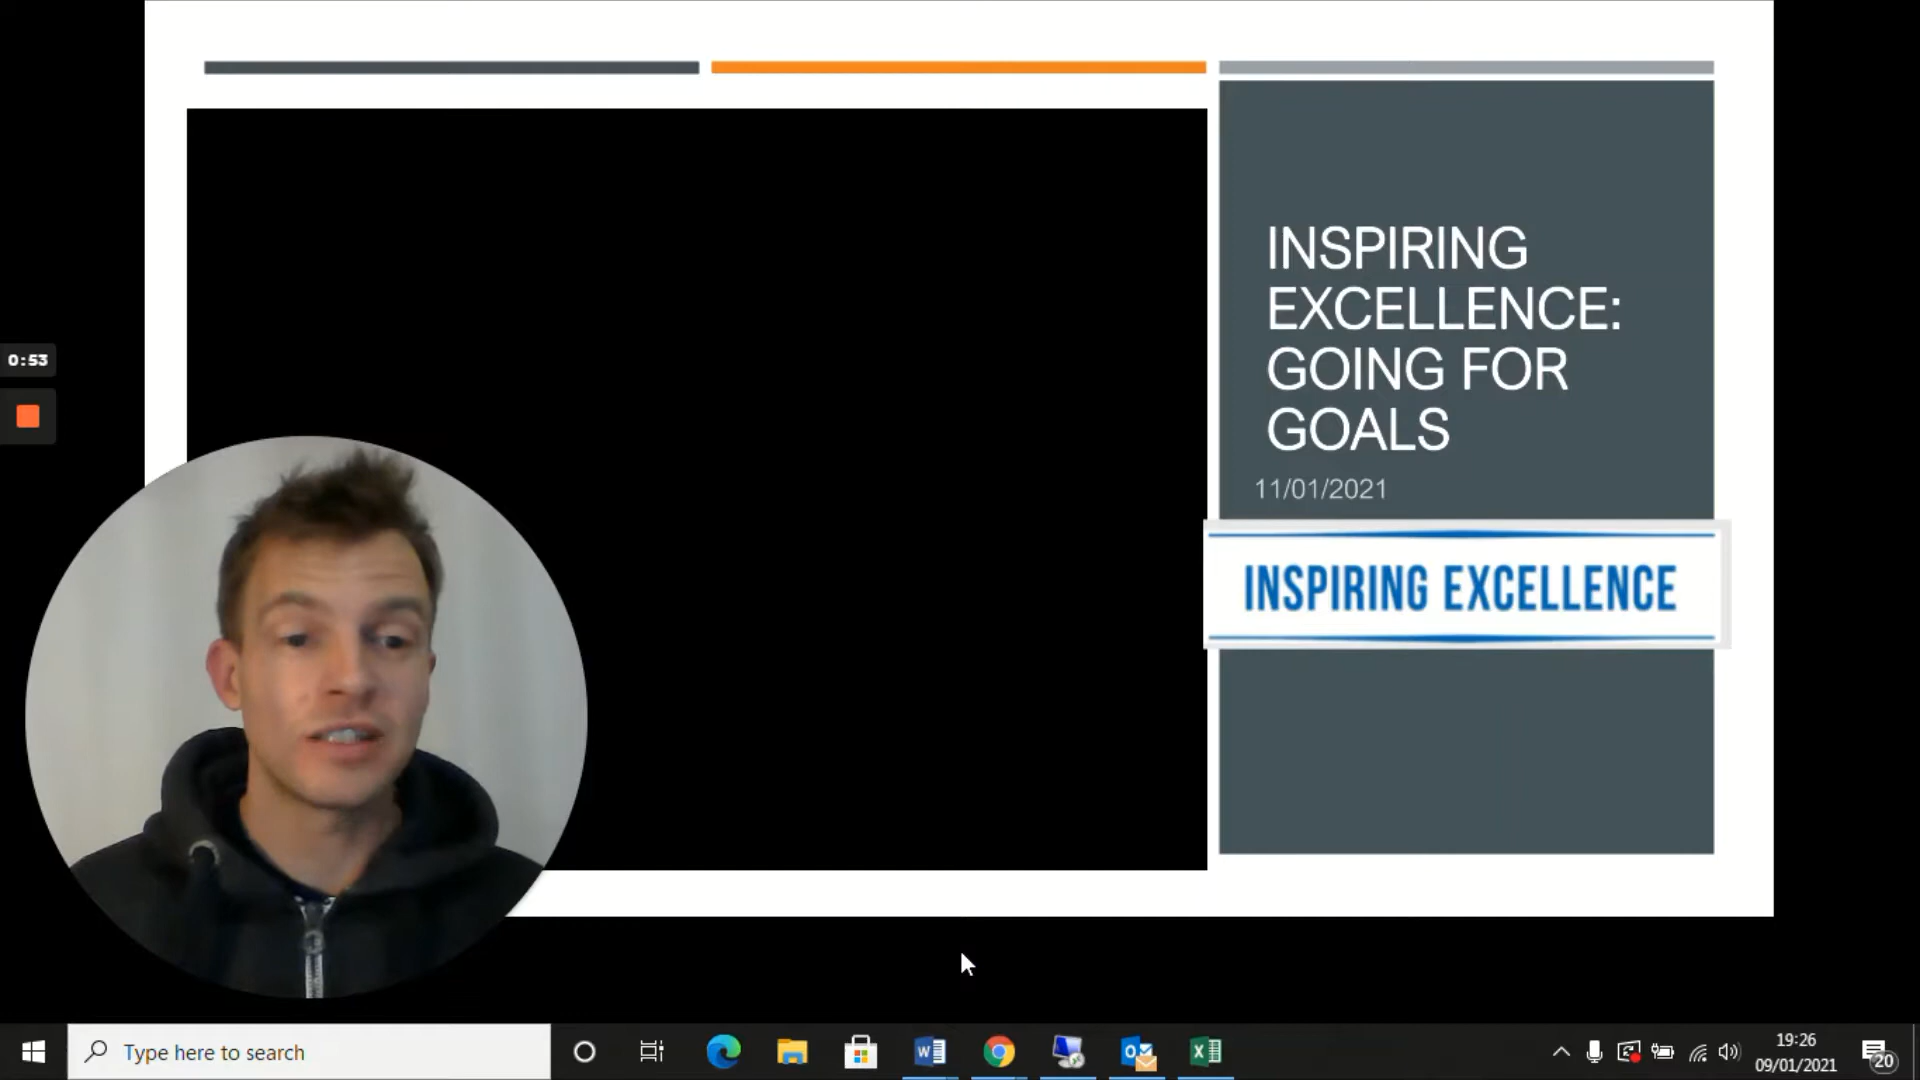 INSPIRING
EXCELLENCE:
GOING FOR
GOALS
11/01/2021
INSPIRING EXCELLENCE
0:53
Type here to search
19:26
09/01/2021
20